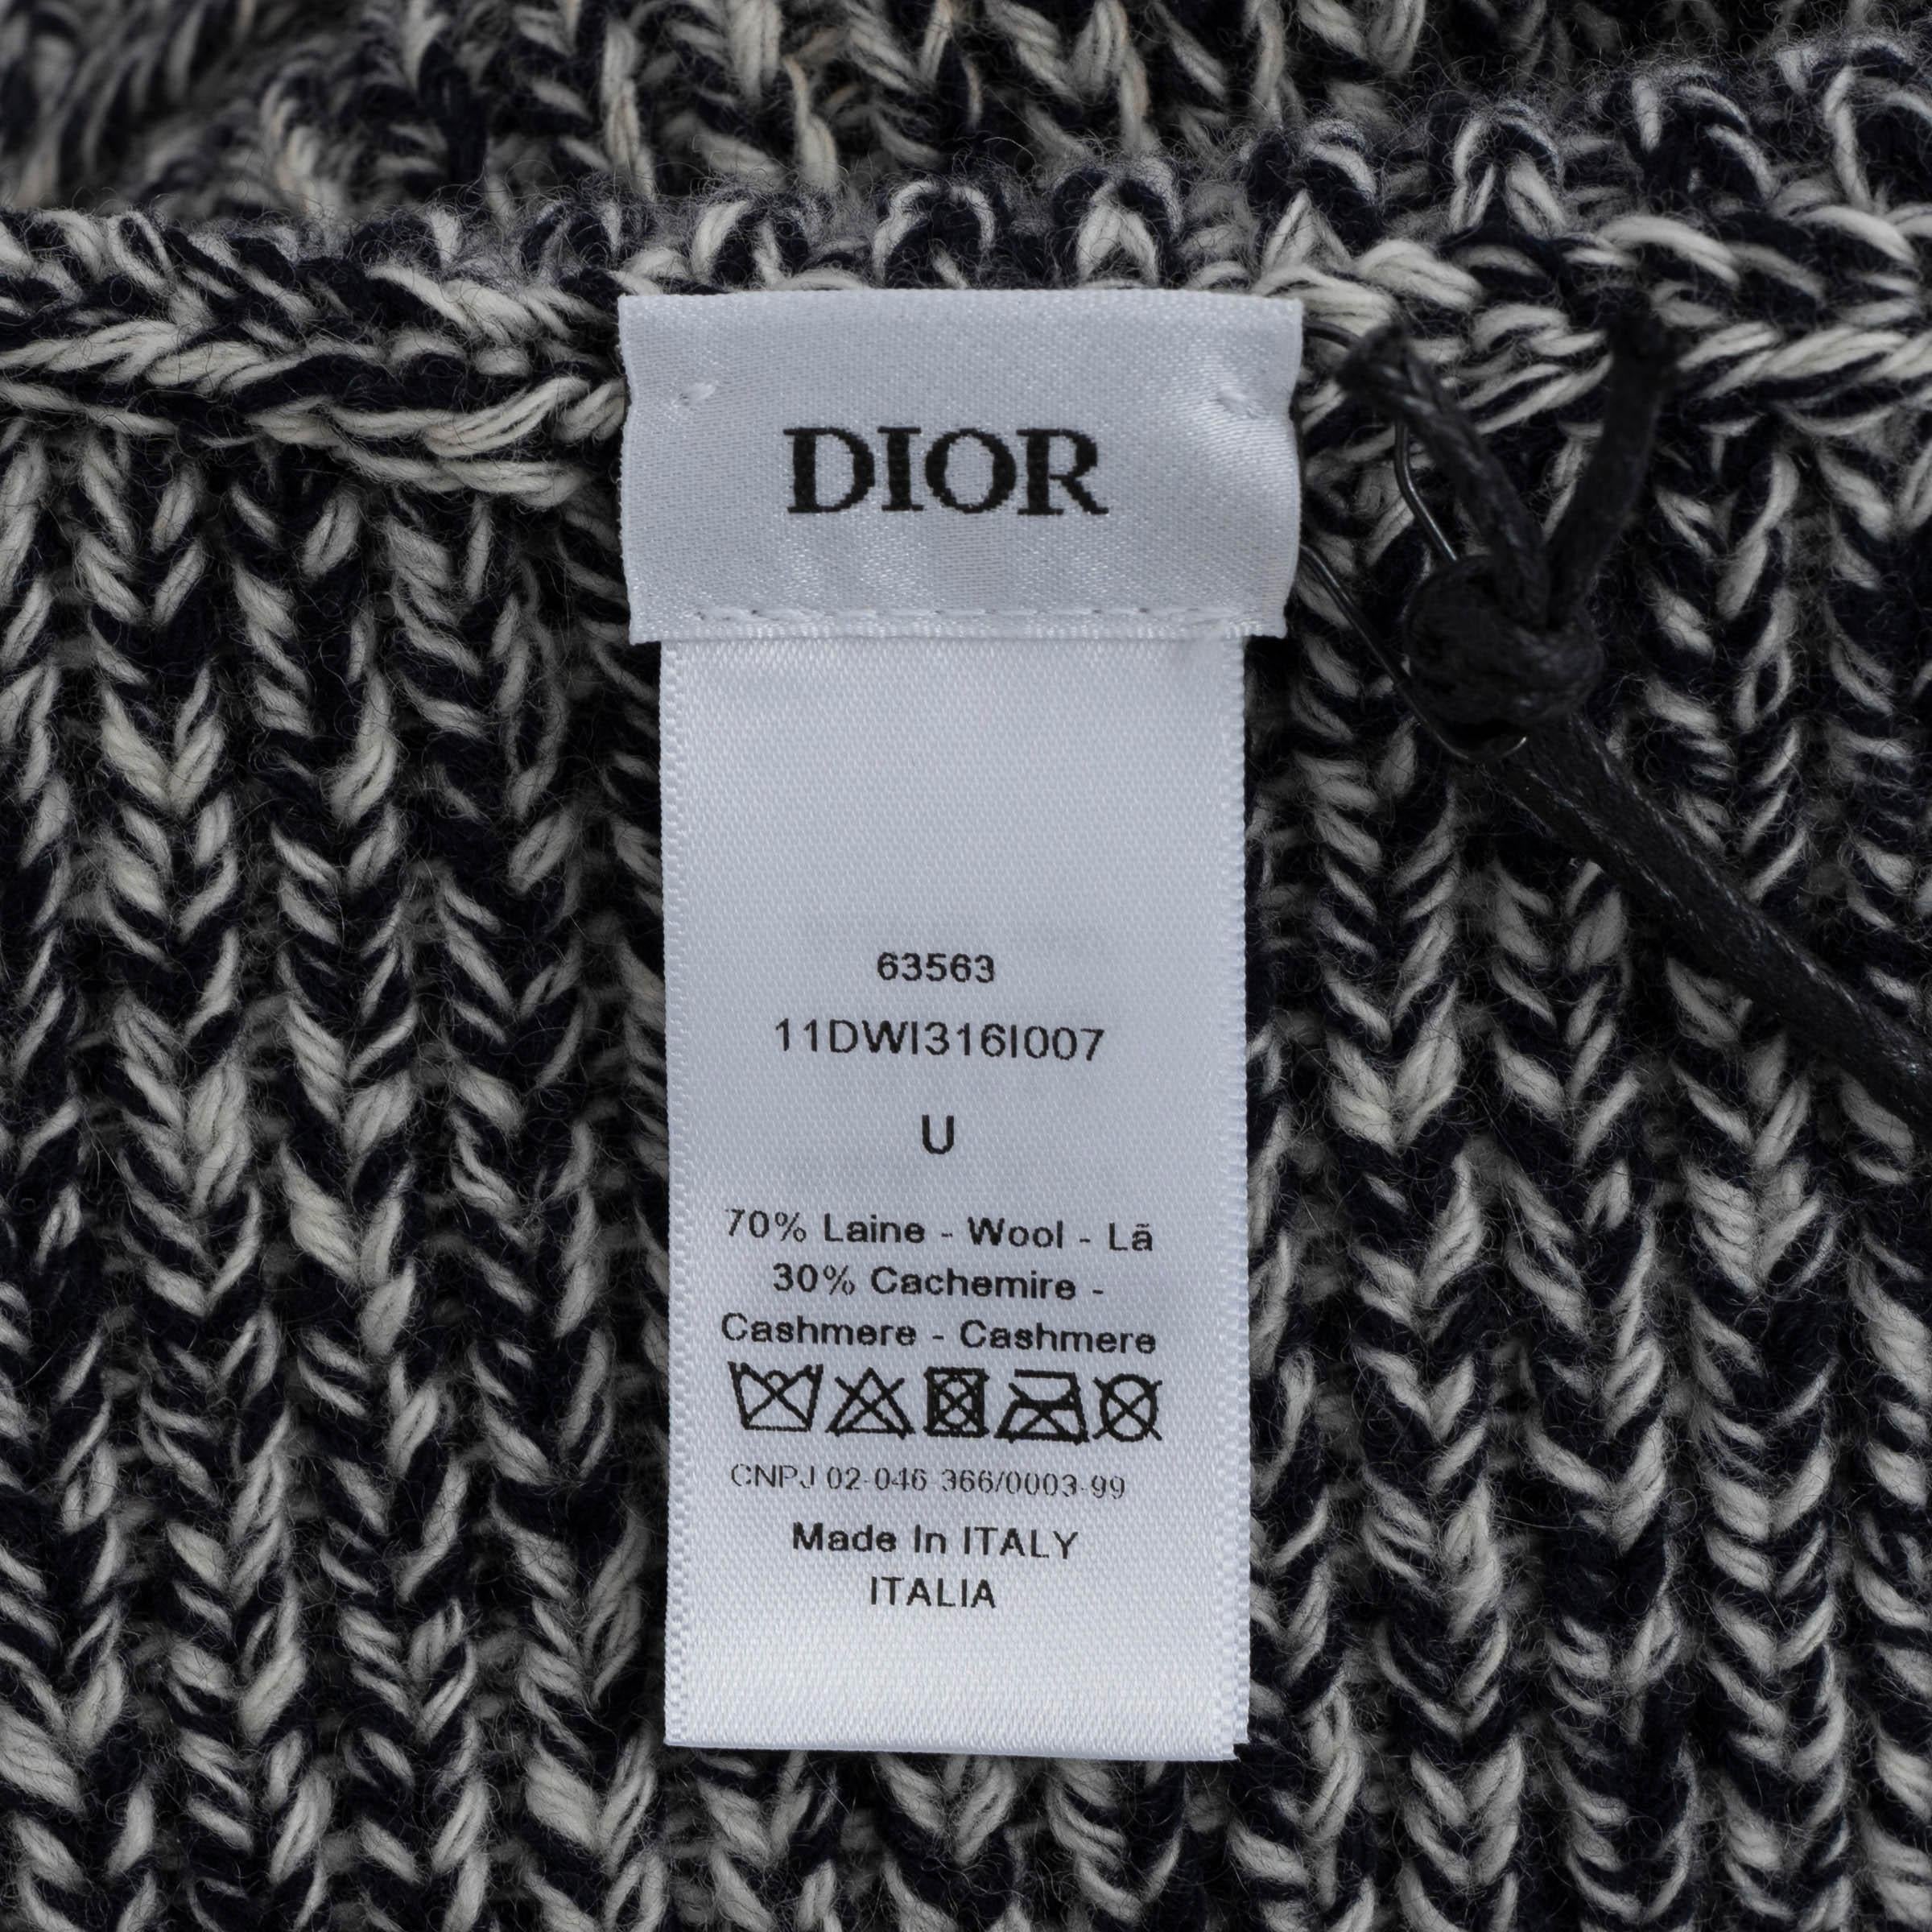 DIOR
63563
11DWI316I007
U
70% Laine - Wool - Lã
30% Cachemire -
Cashmere - Cashmere
CNPJ 02-046 366/0003-99
Made In ITALY
ITALIA